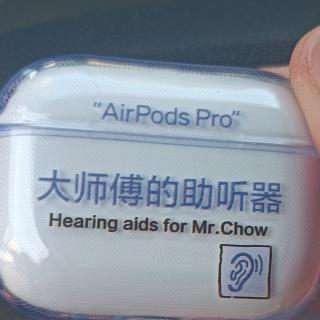 "AirPods Pro"
大师傅的助听器
Hearing aids for Mr.Chow